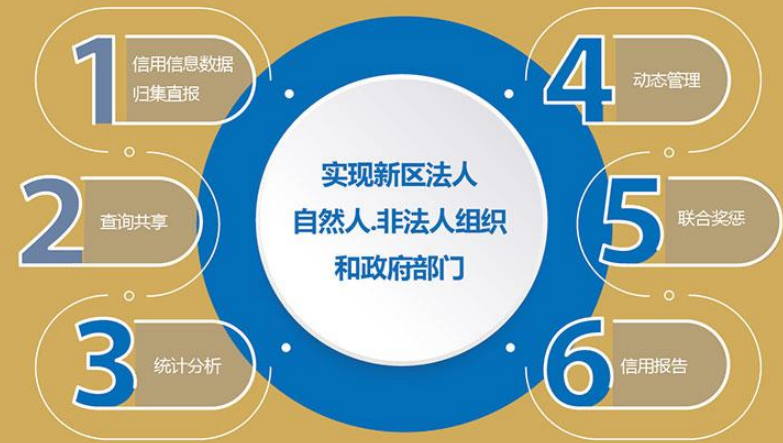 1
信用信息数据
归集直报
2
查询共享
3
统计分析
实现新区法人
自然人.非法人组织
和政府部门
4
动态管理
5
联合奖惩
6
信用报告